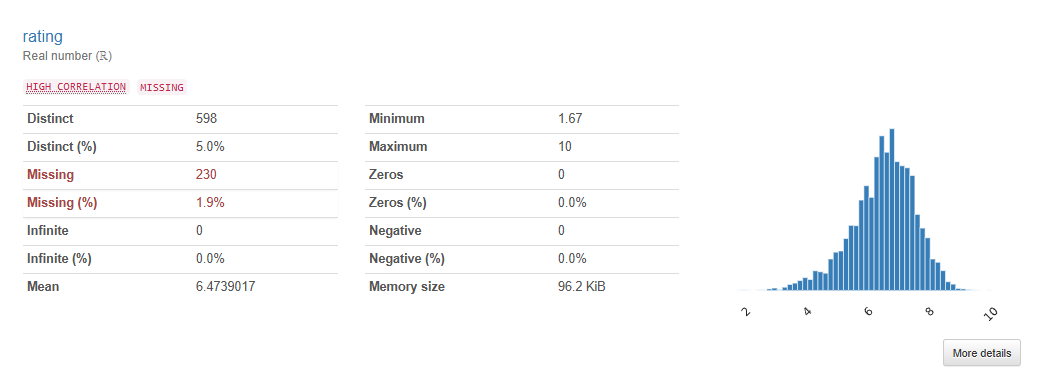 rating
Real number (ℝ)
HIGH CORRELATION MISSING
Distinct 598
Distinct (%) 5.0%
Missing 230
Missing (%) 1.9%
Infinite 0
Infinite (%) 0.0%
Mean 6.4739017
Minimum 1.67
Maximum 10
Zeros 0
Zeros (%) 0.0%
Negative 0
Negative (%) 0.0%
Memory size 96.2 KiB
2 4 6 8 10
More details